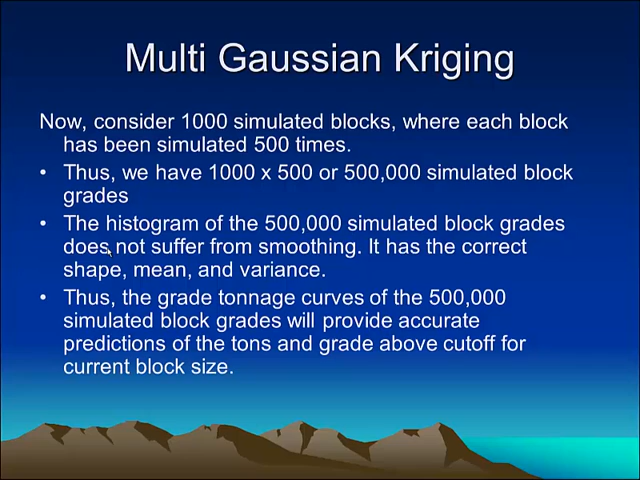 Multi Gaussian Kriging
Now, consider 1000 simulated blocks, where each block
has been simulated 500 times.
• Thus, we have 1000 x 500 or 500,000 simulated block
grades
• The histogram of the 500,000 simulated block grades
does not suffer from smoothing. It has the correct
shape, mean, and variance.
• Thus, the grade tonnage curves of the 500,000
simulated block grades will provide accurate
predictions of the tons and grade above cutoff for
current block size.